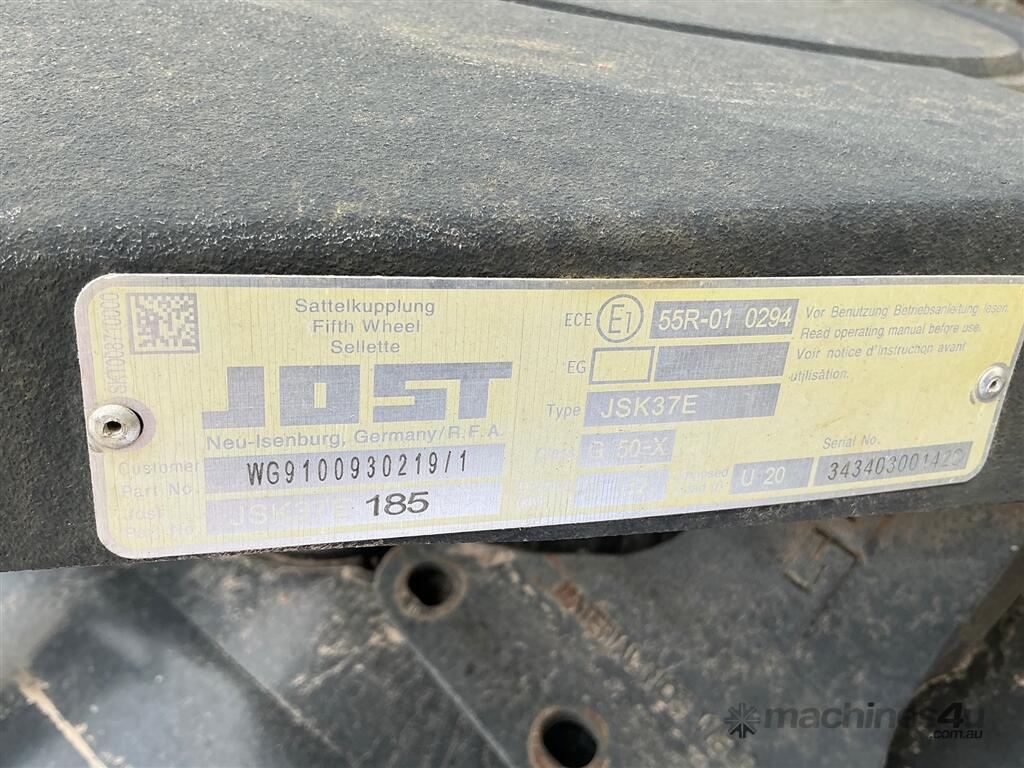 Sattelkupplung
Fifth Wheel
Sellette
JOST
Neu-Isenburg, Germany/R.F.A.
Customer
Part No.
WG9100930219/1
JSK37E 185
ECE E1 55R-01 0294
EG
Type JSK37E
50-X
U 20
Vor Benutzung Betriebsanleitung lesen
Read operating manual before use.
Voir notice d'instruction avant
utilisation.
Serial No.
machines4u
.com.au